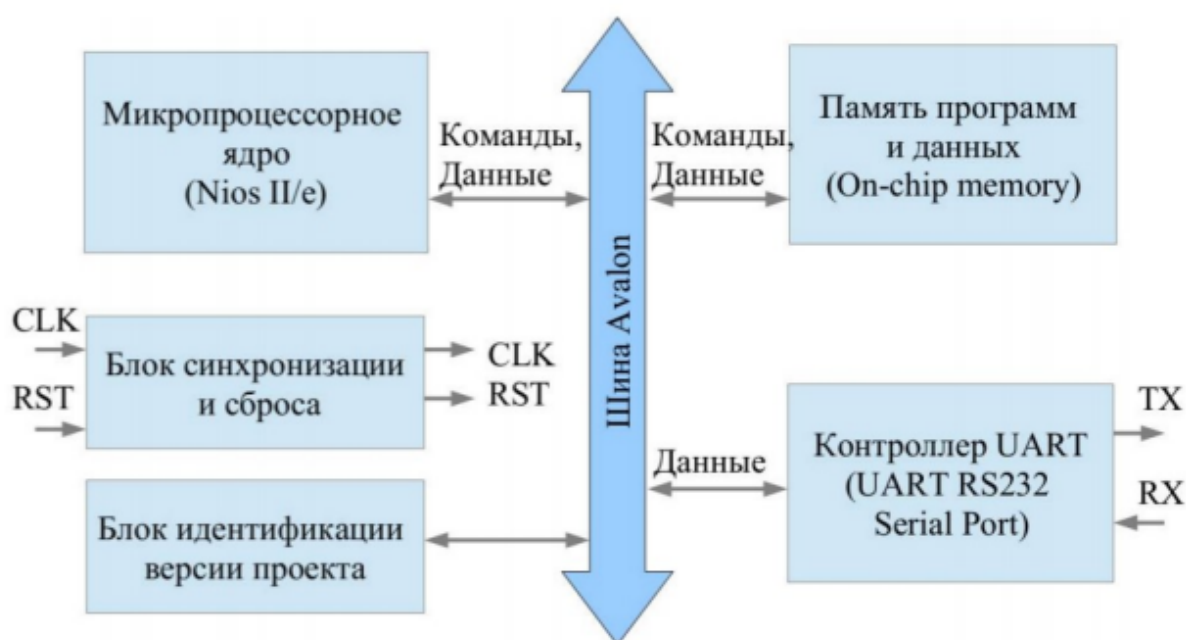 Микропроцессорное
ядро
(Nios II/e)
Команды,
Данные
Шина Avalon
Команды,
Данные
Память программ
и данных
(On-chip memory)
CLK
RST
Блок синхронизации
и сброса
CLK
RST
Блок идентификации
версии проекта
Данные
Контроллер UART
(UART RS232
Serial Port)
TX
RX